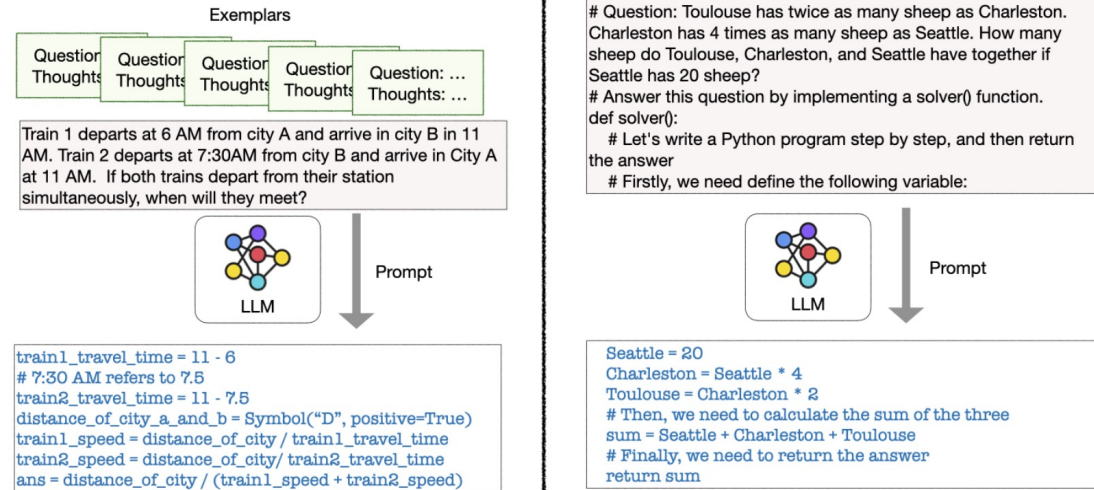 Exemplars
Question
Thoughts
Question
Thoughts
Question
Thoughts
Question
Thoughts
Question: ...
Thoughts: ...
Train 1 departs at 6 AM from city A and arrive in city B in 11
AM. Train 2 departs at 7:30AM from city B and arrive in City A
at 11 AM. If both trains depart from their station
simultaneously, when will they meet?
LLM
Prompt
train1_travel_time = 11 - 6
# 7:30 AM refers to 7.5
train2_travel_time = 11 - 7.5
distance_of_city_a_and_b = Symbol(“D”, positive=True)
train1_speed = distance_of_city / train1_travel_time
train2_speed = distance_of_city/ train2_travel_time
ans = distance_of_city / (train1_speed + train2_speed)
# Question: Toulouse has twice as many sheep as Charleston.
Charleston has 4 times as many sheep as Seattle. How many
sheep do Toulouse, Charleston, and Seattle have together if
Seattle has 20 sheep?
# Answer this question by implementing a solver() function.
def solver():
# Let's write a Python program step by step, and then return
the answer
# Firstly, we need define the following variable:
LLM
Prompt
Seattle = 20
Charleston = Seattle * 4
Toulouse = Charleston * 2
# Then, we need to calculate the sum of the three
sum = Seattle + Charleston + Toulouse
# Finally, we need to return the answer
return sum